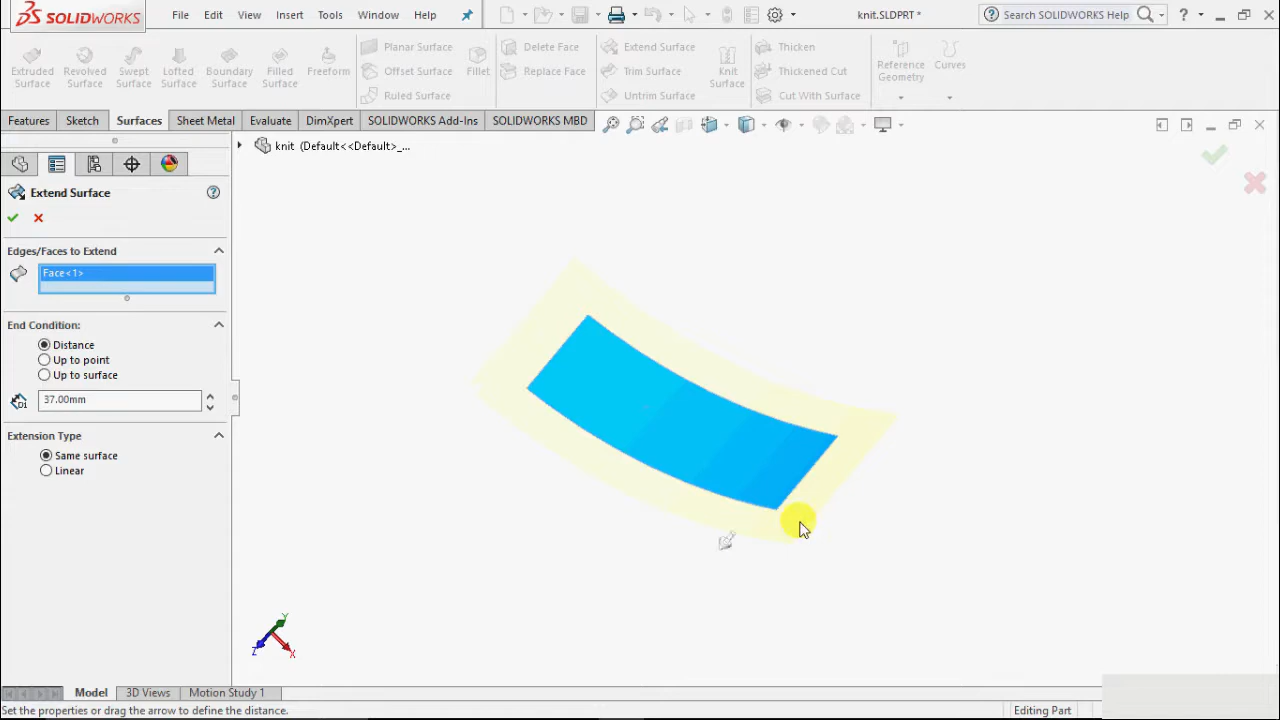 SOLIDWORKS File Edit View Insert Tools Window Help knit.SLDPRT * Search SOLIDWORKS Help ?
Extruded Surface
Revolved Surface
Swept Surface
Lofted Surface
Boundary Surface
Filled Surface
Freeform
Planar Surface
Offset Surface
Ruled Surface
Fillet
Delete Face
Replace Face
Extend Surface
Trim Surface
Untrim Surface
Knit Surface
Thicken
Thickened Cut
Cut With Surface
Reference Geometry
Curves
Features Sketch Surfaces Sheet Metal Evaluate DimXpert SOLIDWORKS Add-Ins SOLIDWORKS MBD
knit (Default<<Default>_...
Extend Surface
Edges/Faces to Extend
Face<1>
End Condition:
Distance
Up to point
Up to surface
D1 37.00mm
Extension Type
Same surface
Linear
Y
Z X
Model 3D Views Motion Study 1
Set the properties or drag the arrow to define the distance. Editing Part